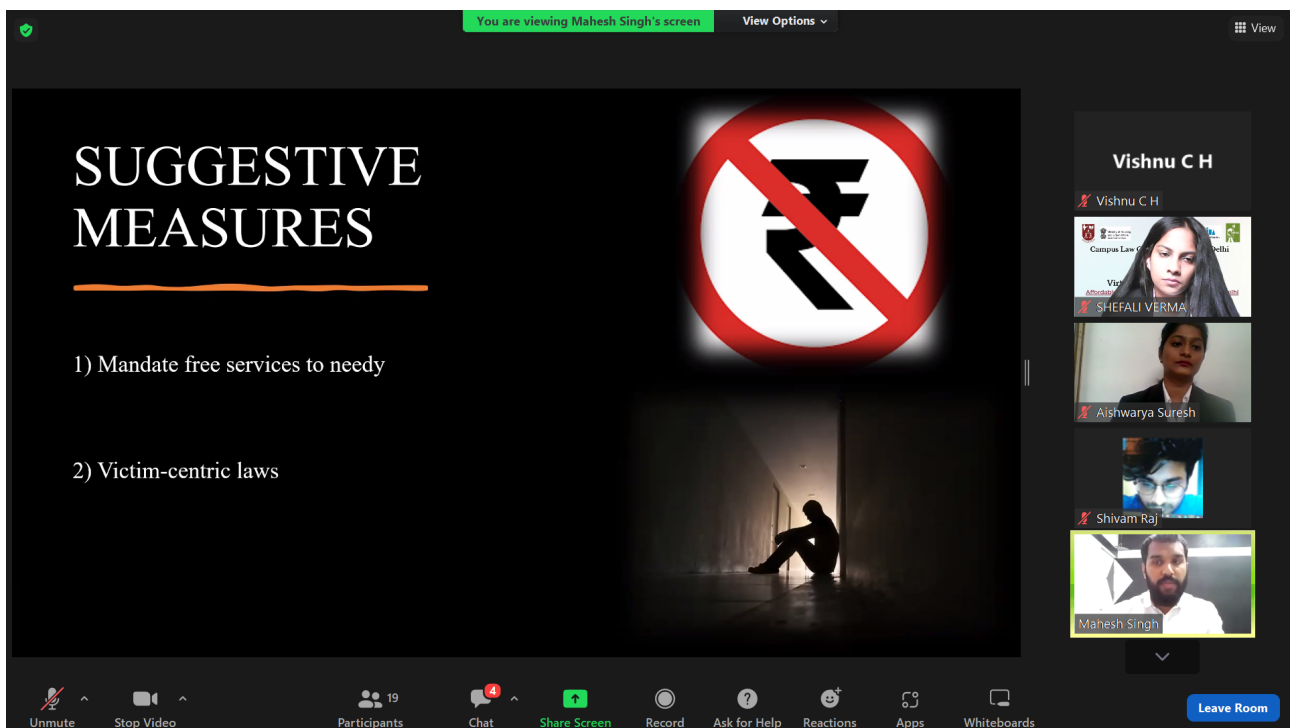 You are viewing Mahesh Singh's screen
View Options
View
SUGGESTIVE
MEASURES
1) Mandate free services to needy
2) Victim-centric laws
₹
Vishnu C H
Vishnu C H
Campus Law
Delhi
SHEFALI VERMA
Aishwarya Suresh
Shivam Raj
Mahesh Singh
Unmute
Stop Video
19
Participants
4
Chat
Share Screen
Record
Ask for Help
Reactions
Apps
Whiteboards
Leave Room